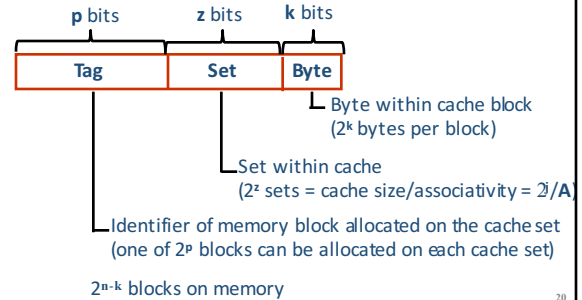 p bits z bits k bits
Tag Set Byte
Byte within cache block
(2ᵏ bytes per block)
Set within cache
(2ᶻ sets = cache size/associativity = 2ʲ/A)
Identifier of memory block allocated on the cache set
(one of 2ᵖ blocks can be allocated on each cache set)
2ⁿ⁻ᵏ blocks on memory
20